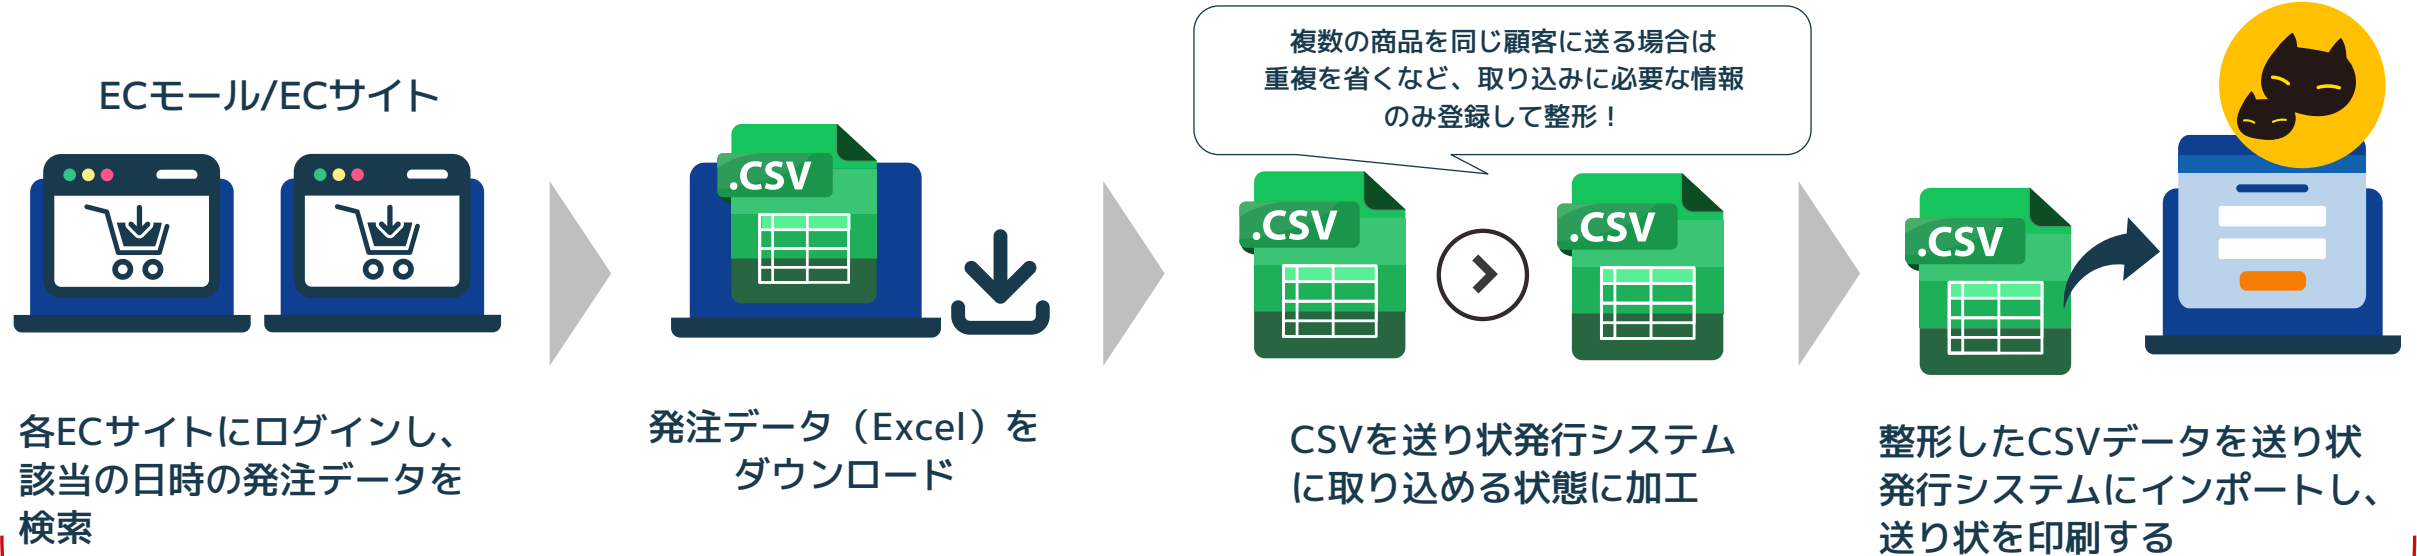 ECモール/ECサイト
各ECサイトにログインし、
該当の日時の発注データを
検索
.CSV
発注データ（Excel）を
ダウンロード
複数の商品を同じ顧客に送る場合は
重複を省くなど、取り込みに必要な情報
のみ登録して整形！
.CSV
.CSV
CSVを送り状発行システム
に取り込める状態に加工
.CSV
整形したCSVデータを送り状
発行システムにインポートし、
送り状を印刷する